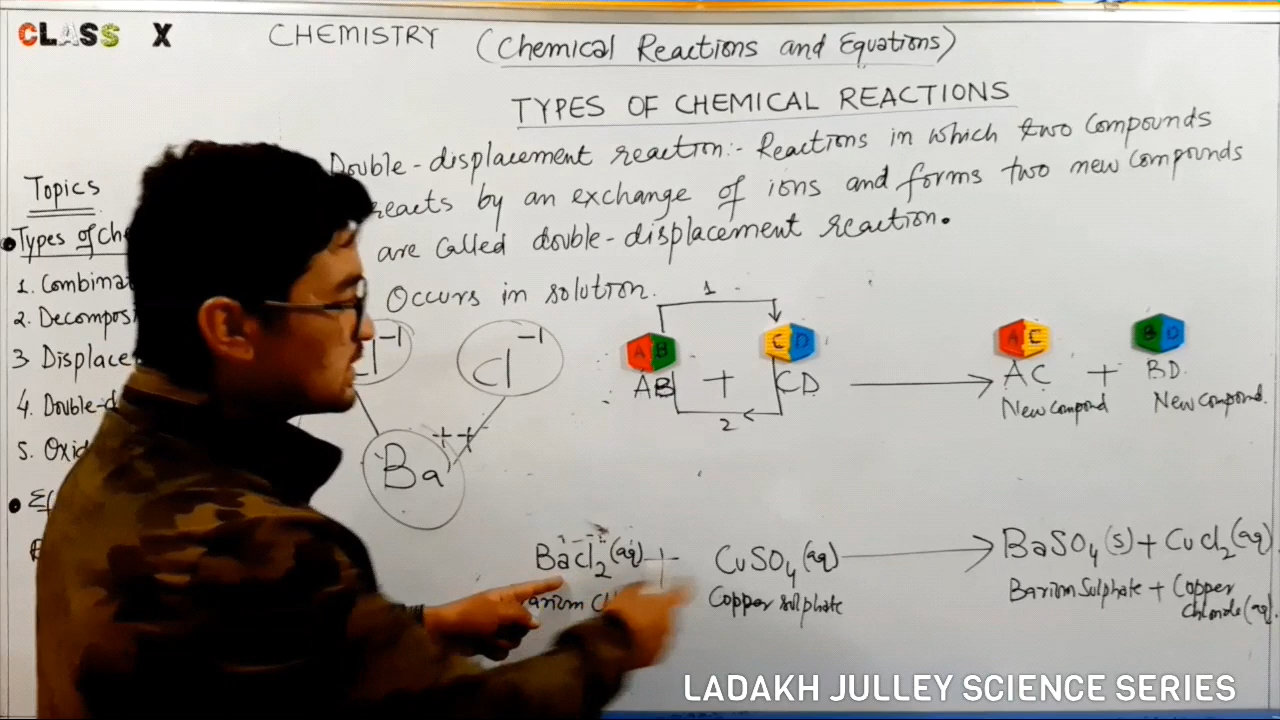 CLASS X
CHEMISTRY (Chemical Reactions and Equations)
TYPES OF CHEMICAL REACTIONS
Double-displacement reaction:- Reactions in which two compounds
reacts by an exchange of ions and forms two new compounds
are called double-displacement reaction.
Occurs in solution.
Topics
Types of Che
1. Combinat
2. Decomposi
3 Displace
4. Double-d
5. Oxid
Cl -1
Ba ++
1
A B C D
AB + CD
2
A C B D
AC + BD.
New Compond New Compond.
BaCl2 (aq) + CuSO4 (aq) → BaSO4 (s) + CuCl2 (aq)
Copper Sulphate
Barium Sulphate + Copper
Chloride (aq).
LADAKH JULLEY SCIENCE SERIES